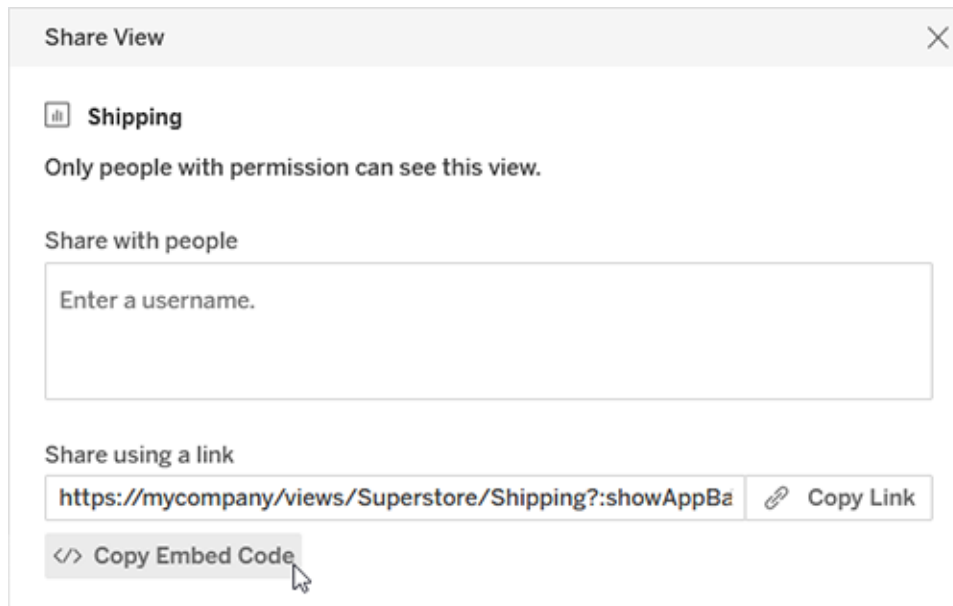 Share View
Shipping
Only people with permission can see this view.
Share with people
Enter a username.
Share using a link
https://mycompany/views/Superstore/Shipping?:showAppBa
Copy Link
</> Copy Embed Code